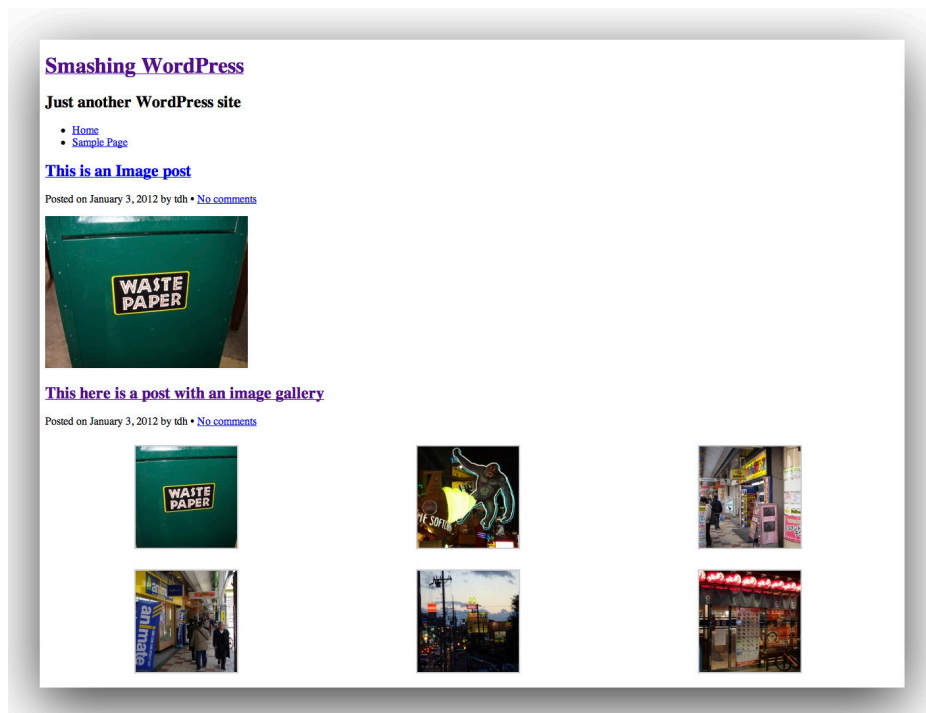 Smashing WordPress
Just another WordPress site
• Home
• Sample Page
This is an Image post
Posted on January 3, 2012 by tdh • No comments
WASTE
PAPER
This here is a post with an image gallery
Posted on January 3, 2012 by tdh • No comments
WASTE
PAPER
animate